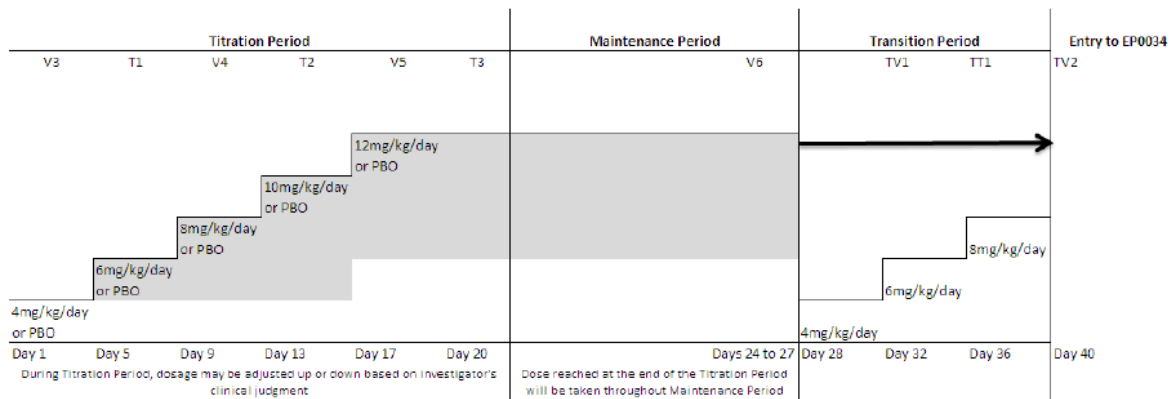 Titration Period
Maintenance Period
Transition Period
Entry to EP0034
V3
T1
V4
T2
V5
T3
V6
TV1
TT1
TV2
12mg/kg/day
or PBO
10mg/kg/day
or PBO
8mg/kg/day
or PBO
6mg/kg/day
or PBO
4mg/kg/day
or PBO
8mg/kg/day
6mg/kg/day
4mg/kg/day
Day 1
Day 5
Day 9
Day 13
Day 17
Day 20
Days 24 to 27
Day 28
Day 32
Day 36
Day 40
During Titration Period, dosage may be adjusted up or down based on investigator's
clinical judgment
Dose reached at the end of the Titration Period
will be taken throughout Maintenance Period